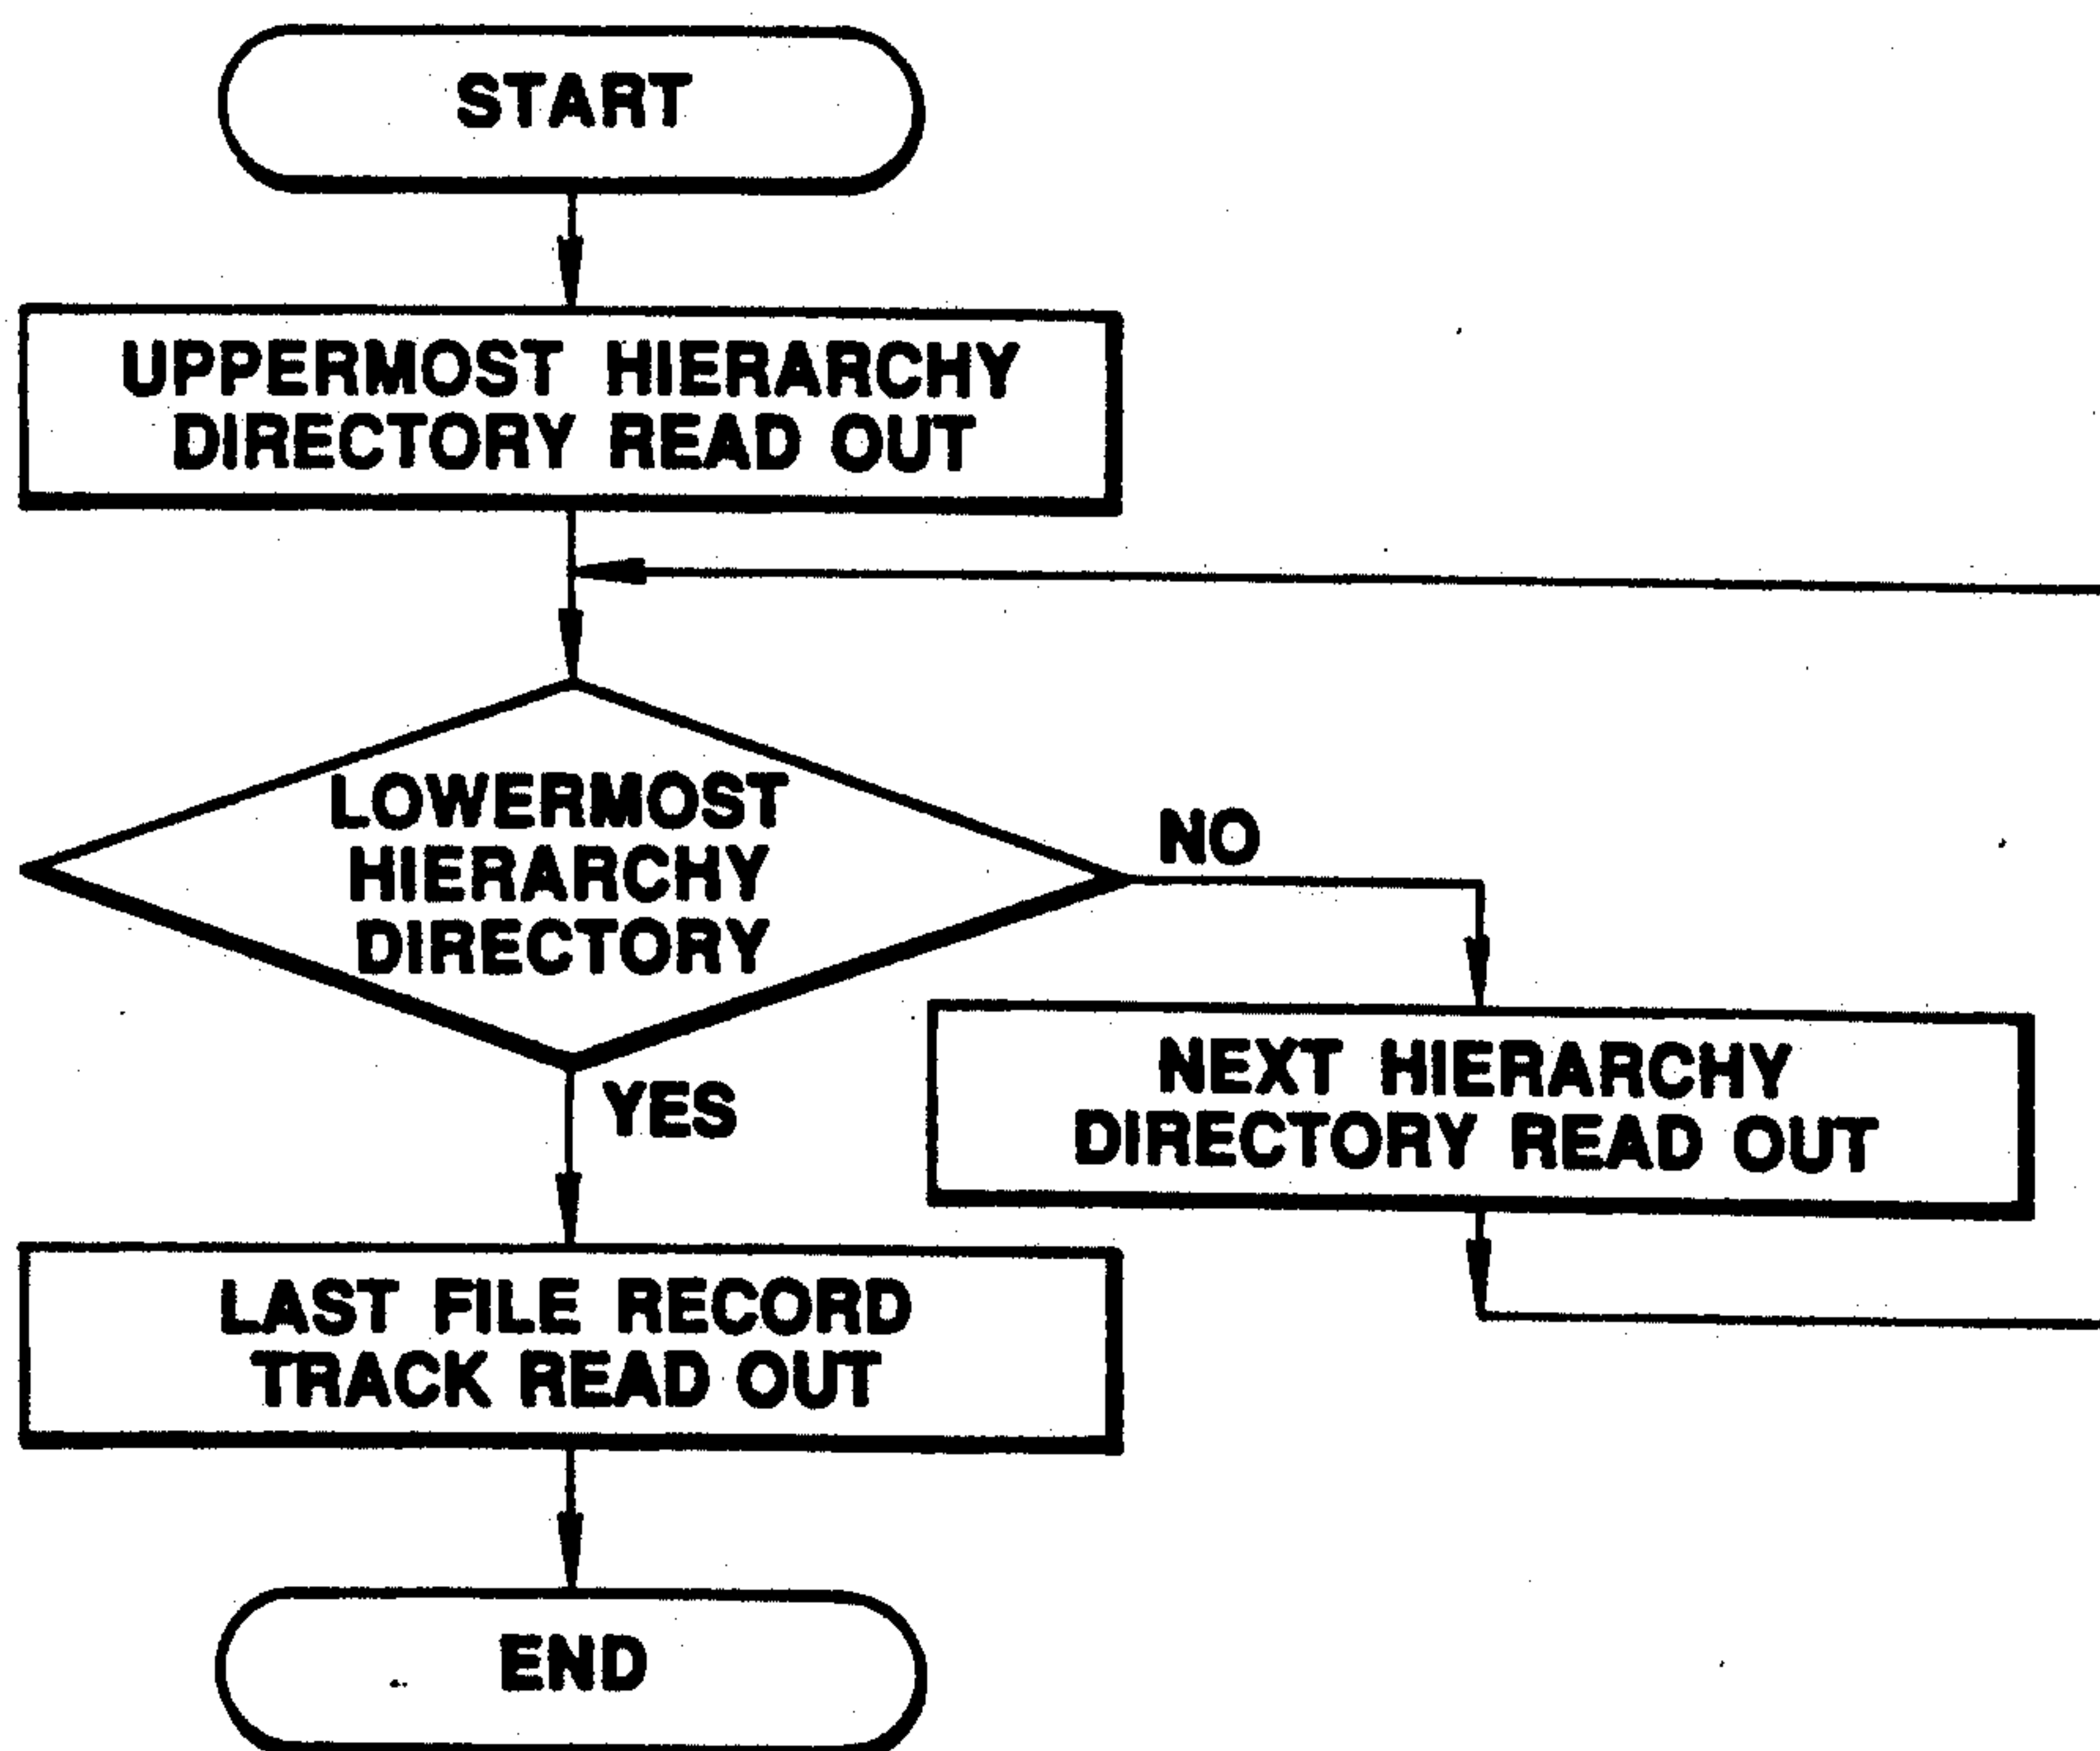 START
UPPERMOST HIERARCHY
DIRECTORY READ OUT
LOWERMOST
HIERARCHY
DIRECTORY
NO
NEXT HIERARCHY
DIRECTORY READ OUT
YES
LAST FILE RECORD
TRACK READ OUT
END